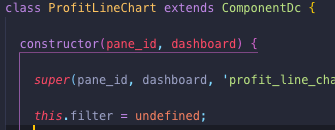 class ProfitLineChart extends ComponentDc {
constructor(pane_id, dashboard) {
super(pane_id, dashboard, 'profit_line_cha
this.filter = undefined;